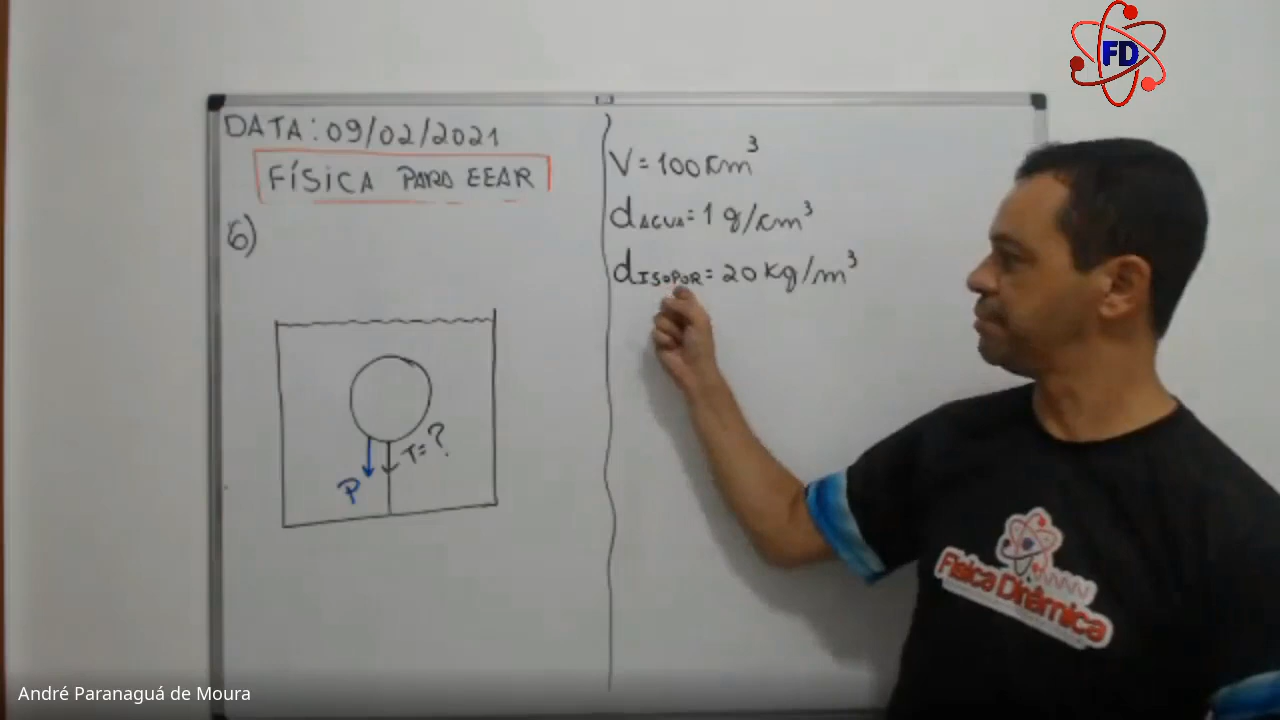 FD
DATA: 09/02/2021
FÍSICA PARA EEAR
6)
T=?
P
V = 100 cm³
dÁGUA = 1 g/cm³
dISOPOR = 20 kg/m³
Física Dinâmica
André Paranaguá de Moura